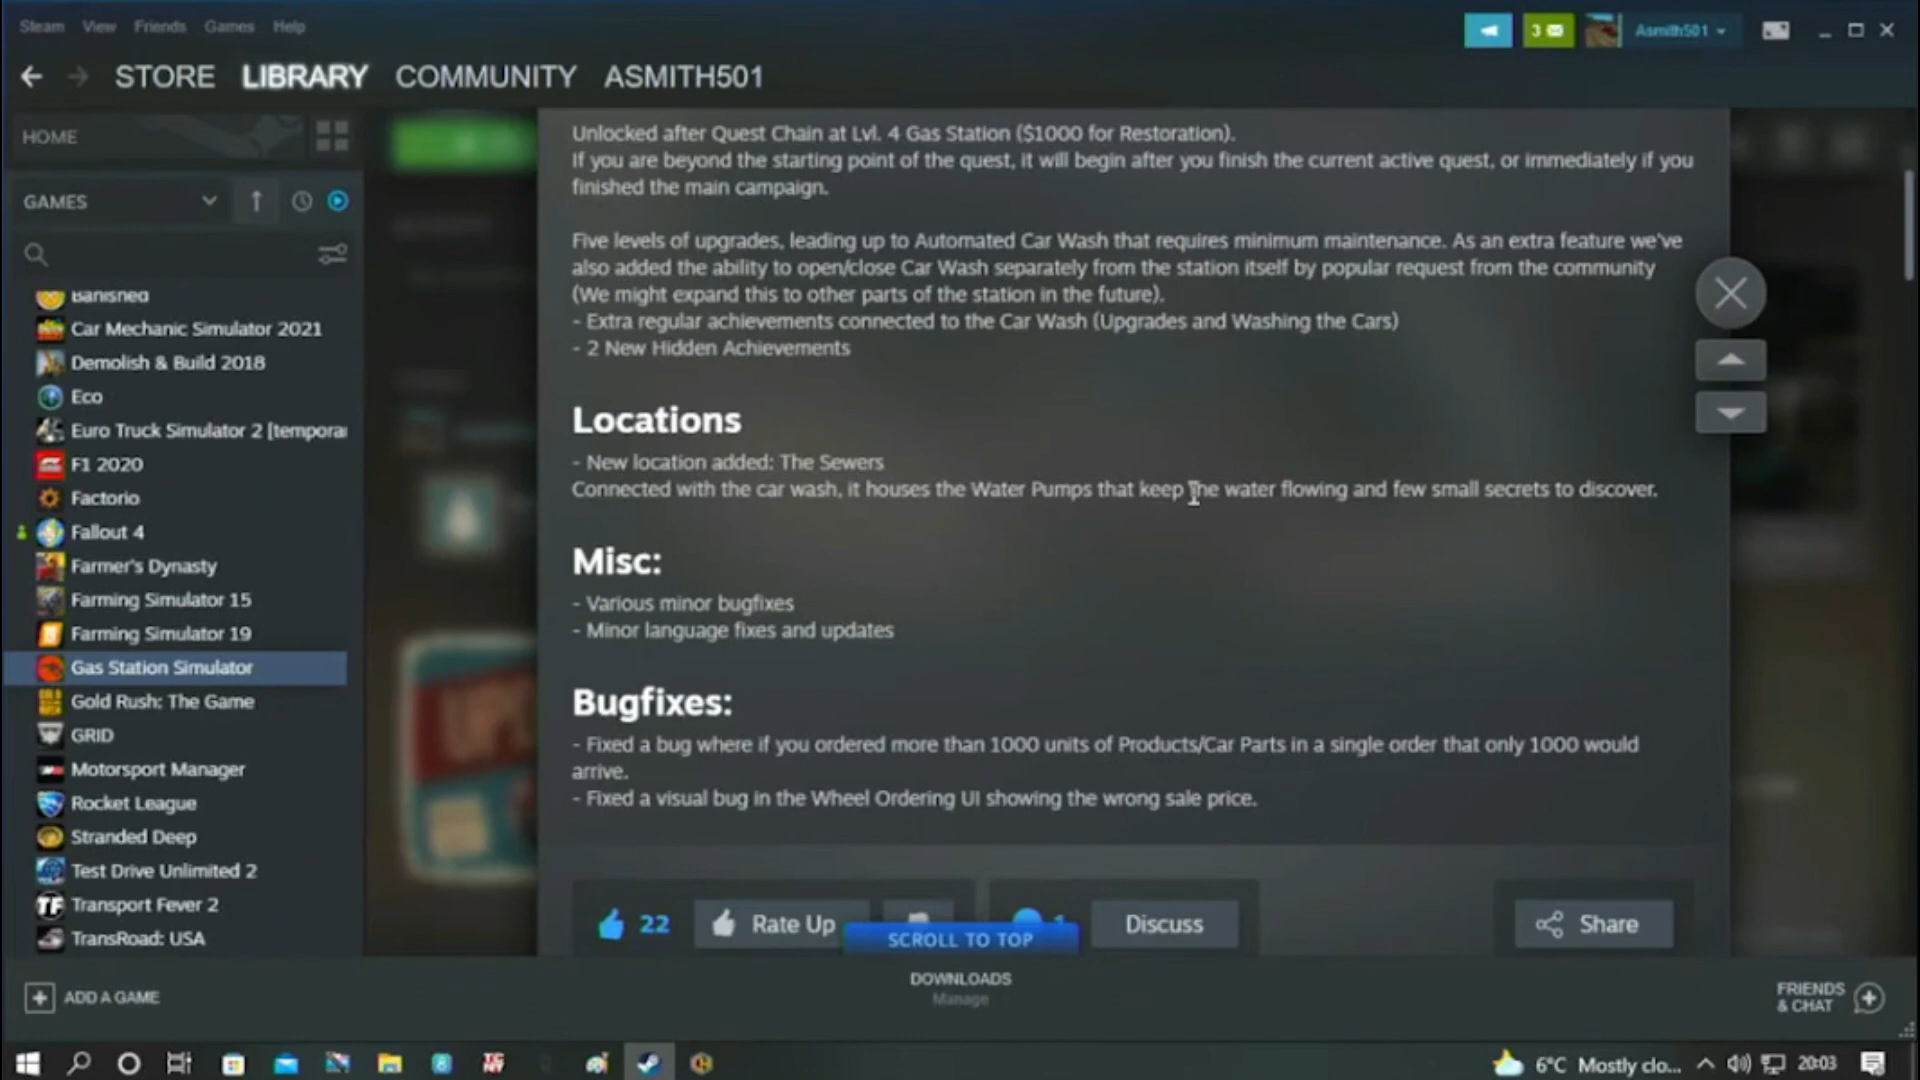 Steam View Friends Games Help
3
Asmith501
STORE LIBRARY COMMUNITY ASMITH501
HOME
GAMES
Banished
Car Mechanic Simulator 2021
Demolish & Build 2018
Eco
Euro Truck Simulator 2 [tempora
F1 2020
Factorio
Fallout 4
Farmer's Dynasty
Farming Simulator 15
Farming Simulator 19
Gas Station Simulator
Gold Rush: The Game
GRID
Motorsport Manager
Rocket League
Stranded Deep
Test Drive Unlimited 2
Transport Fever 2
TransRoad: USA
Unlocked after Quest Chain at Lvl. 4 Gas Station ($1000 for Restoration).
If you are beyond the starting point of the quest, it will begin after you finish the current active quest, or immediately if you
finished the main campaign.
Five levels of upgrades, leading up to Automated Car Wash that requires minimum maintenance. As an extra feature we've
also added the ability to open/close Car Wash separately from the station itself by popular request from the community
(We might expand this to other parts of the station in the future).
- Extra regular achievements connected to the Car Wash (Upgrades and Washing the Cars)
- 2 New Hidden Achievements
Locations
- New location added: The Sewers
Connected with the car wash, it houses the Water Pumps that keep the water flowing and few small secrets to discover.
Misc:
- Various minor bugfixes
- Minor language fixes and updates
Bugfixes:
- Fixed a bug where if you ordered more than 1000 units of Products/Car Parts in a single order that only 1000 would
arrive.
- Fixed a visual bug in the Wheel Ordering UI showing the wrong sale price.
22 Rate Up 1 Discuss Share
SCROLL TO TOP
ADD A GAME
DOWNLOADS
Manage
FRIENDS
& CHAT
6°C Mostly clo... 20:03